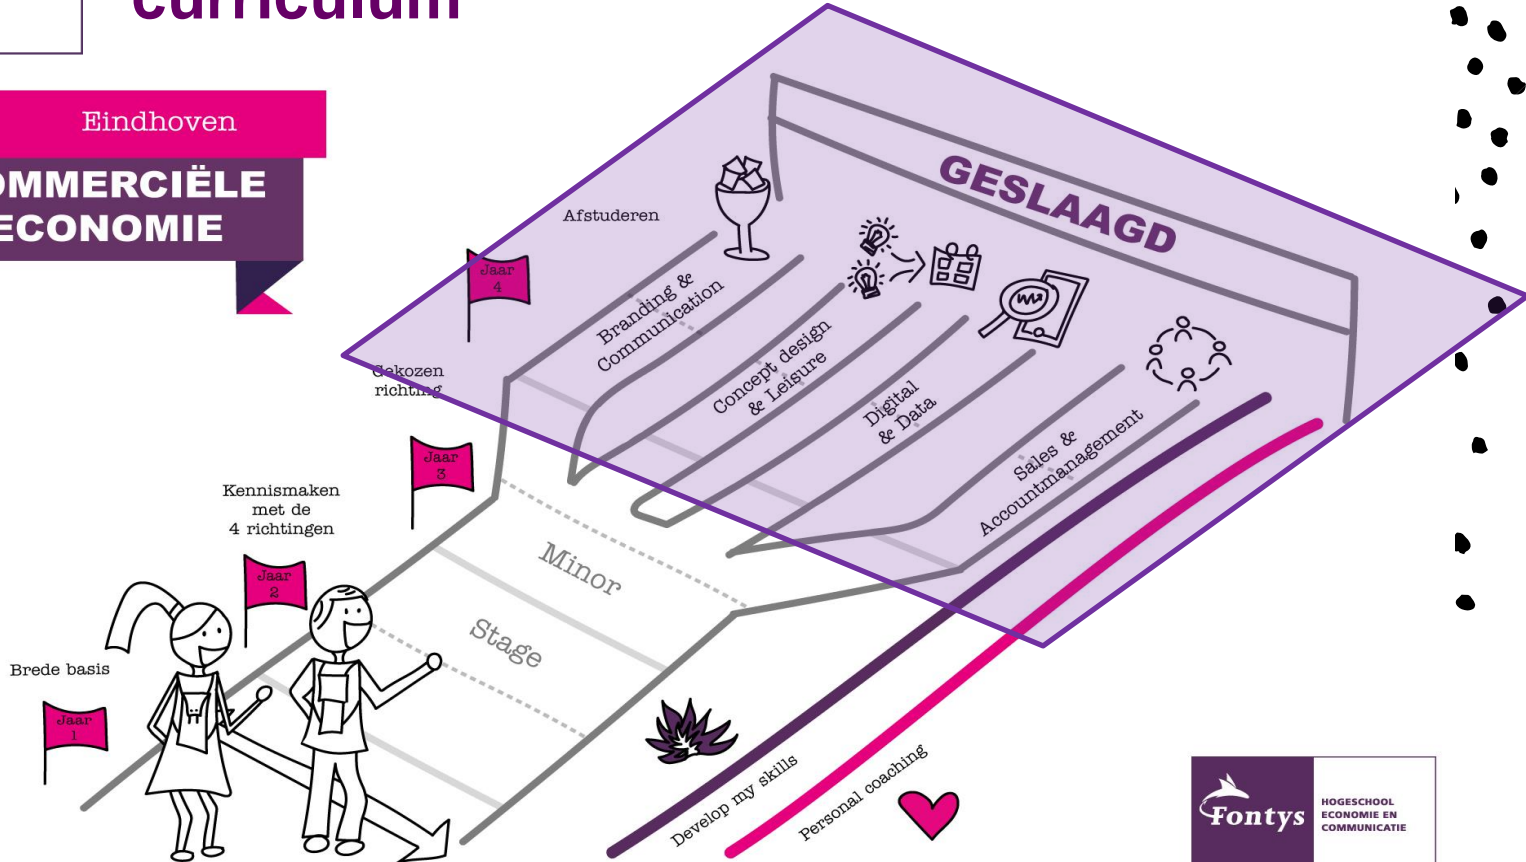 curriculum
Eindhoven
OMMERCIËLE
ECONOMIE
GESLAAGD
Afstuderen
Jaar
4
Branding &
Communication
Concept design
& Leisure
Digital
& Data
Sales &
Accountmanagement
Gekozen
richting
Jaar
3
Kennismaken
met de
4 richtingen
Jaar
2
Minor
Stage
Brede basis
Jaar
1
Develop my skills
Personal coaching
Fontys
HOGESCHOOL
ECONOMIE EN
COMMUNICATIE